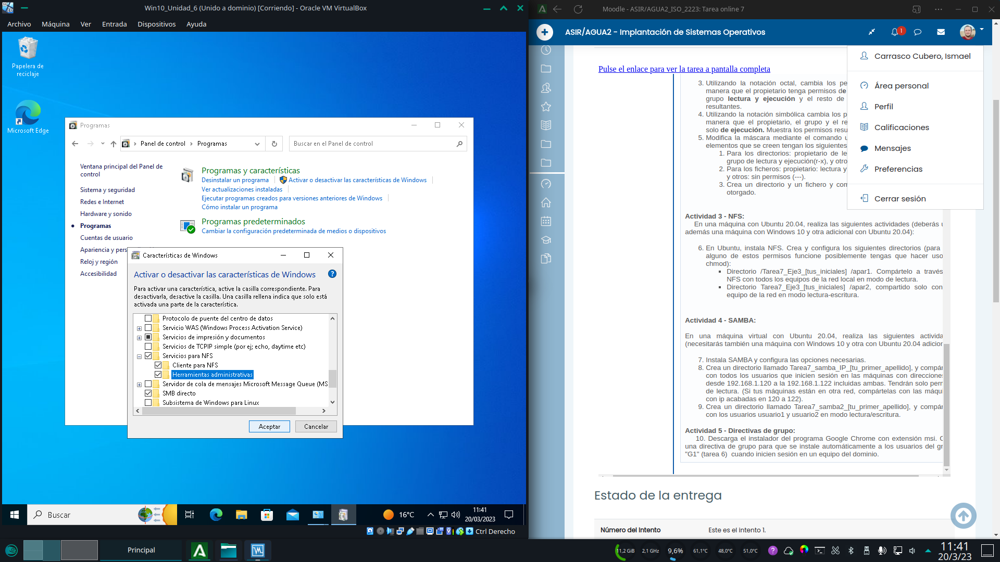 Win10_Unidad_6 (Unido a dominio) [Corriendo] - Oracle VM VirtualBox
Archivo Máquina Ver Entrada Dispositivos Ayuda
Papelera de
reciclaje
Microsoft Edge
Programas
Panel de control > Programas
Buscar en el Panel de control
Ventana principal del Panel de
control
Sistema y seguridad
Redes e Internet
Hardware y sonido
Programas
Cuentas de usuario
Apariencia y pers
Reloj y región
Accesibilidad
Programas y características
Desinstalar un programa
Activar o desactivar las características de Windows
Ver actualizaciones instaladas
Ejecutar programas creados para versiones anteriores de Windows
Cómo instalar un programa
Programas predeterminados
Cambiar la configuración predeterminada de medios o dispositivos
Características de Windows
Activar o desactivar las características de Windows
Para activar una característica, active la casilla correspondiente. Para
desactivarla, desactive la casilla. Una casilla rellena indica que solo está
activada una parte de la característica.
Protocolo de puente del centro de datos
Servicio WAS (Windows Process Activation Service)
Servicios de impresión y documentos
Servicios de TCPIP simple (por ej; echo, daytime etc)
Servicios para NFS
Cliente para NFS
Herramientas administrativas
Servidor de cola de mensajes Microsoft Message Queue (MS
SMB directo
Subsistema de Windows para Linux
Aceptar
Cancelar
Buscar
16°C
11:41
20/03/2023
Ctrl Derecho
Moodle - ASIR/AGUA2_ISO_2223: Tarea online 7
ASIR/AGUA2 - Implantación de Sistemas Operativos
1
Carrasco Cubero, Ismael
Área personal
Perfil
Calificaciones
Mensajes
Preferencias
Cerrar sesión
Pulse el enlace para ver la tarea a pantalla completa
3. Utilizando la notación octal, cambia los pe
manera que el propietario tenga permisos de
grupo lectura y ejecución y el resto de
resultantes.
4. Utilizando la notación simbólica cambia los p
manera que el propietario, el grupo y el re
solo de ejecución. Muestra los permisos resu
5. Modifica la máscara mediante el comando u
elementos que se creen tengan los siguientes
1. Para los directorios: propietario de le
grupo de lectura y ejecución(r-x), y otro
2. Para los ficheros: propietario: lectura y
y otros: sin permisos (---).
3. Crea un directorio y un fichero y com
otorgado.
Actividad 3 - NFS:
En una máquina con Ubuntu 20.04, realiza las siguientes actividades (deberás u
además una máquina con Windows 10 y otra adicional con Ubuntu 20.04):
6. En Ubuntu, instala NFS. Crea y configura los siguientes directorios (para
alguno de estos permisos funcione posiblemente tengas que hacer uso
chmod):
Directorio /Tarea7_Eje3_[tus_iniciales] /apar1. Compártelo a través
NFS con todos los equipos de la red local en modo de lectura.
Directorio Tarea7_Eje3_[tus_iniciales] /apar2, compartido solo con
equipo de la red en modo lectura-escritura.
Actividad 4 - SAMBA:
En una máquina virtual con Ubuntu 20.04, realiza las siguientes activida
(necesitarás también una máquina con Windows 10 y otra con Ubuntu 20.04 adicion
7. Instala SAMBA y configura las opciones necesarias.
8. Crea un directorio llamado Tarea7_samba_IP_[tu_primer_apellido], y compár
con todos los usuarios que inicien sesión en las máquinas con direccione
desde 192.168.1.120 a la 192.168.1.122 incluidas ambas. Tendrán solo perr
de lectura. (Si tus máquinas están en otra red, compártelas con las máqui
con ip acabadas en 120 a 122).
9. Crea un directorio llamado Tarea7_samba2_[tu_primer_apellido], y compár
con los usuarios usuario1 y usuario2 en modo lectura/escritura.
Actividad 5 - Directivas de grupo:
10. Descarga el instalador del programa Google Chrome con extensión msi. C
una directiva de grupo para que se instale automáticamente a los usuarios del gr
"G1" (tarea 6) cuando inicien sesión en un equipo del dominio.
Estado de la entrega
Número del Intento
Este es el intento 1.
Principal
11,2 GiB
2,1 GHz
9,6%
61,1°C
48,0°C
51,0°C
11:41
20/3/23